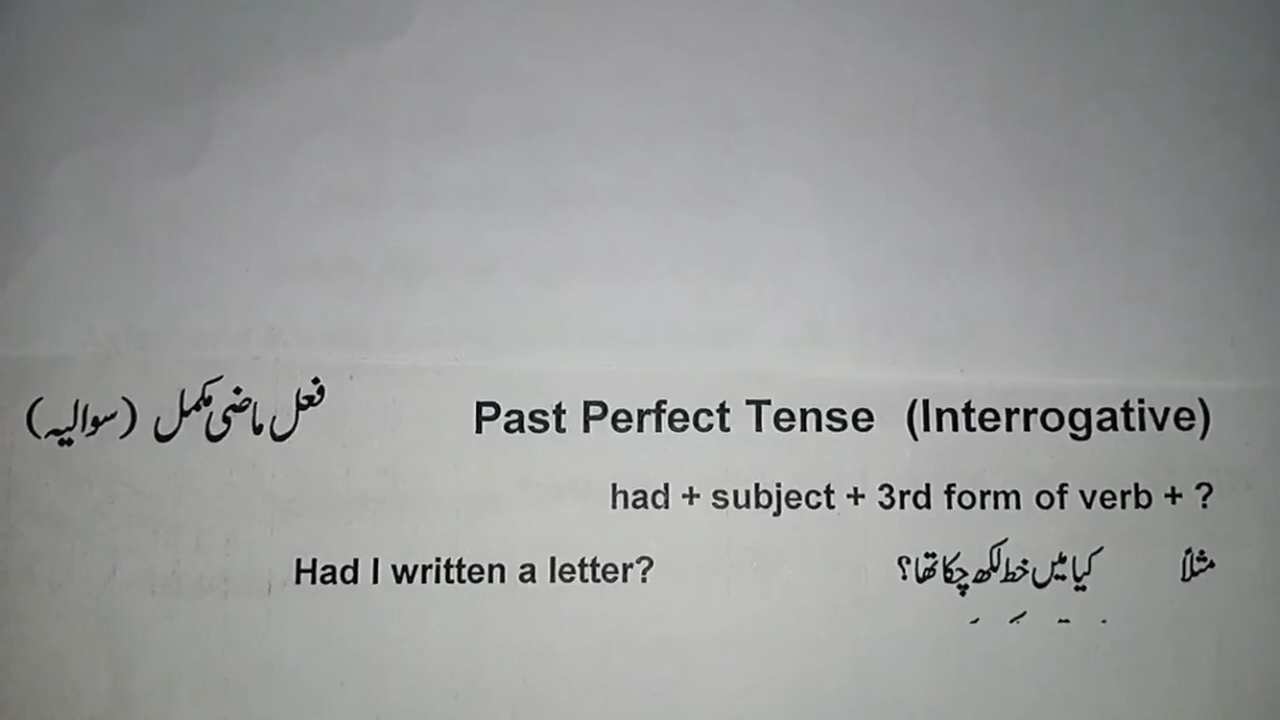 Past Perfect Tense (Interrogative) فعل ماضی مکمل (سوالیہ)
had + subject + 3rd form of verb + ?
مثلاً کیا میں خط لکھ چکا تھا؟ Had I written a letter?